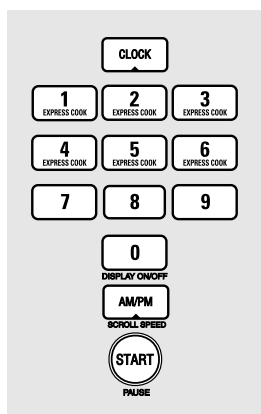 CLOCK
1 2 3
EXPRESS COOK EXPRESS COOK EXPRESS COOK
4 5 6
EXPRESS COOK EXPRESS COOK EXPRESS COOK
7 8 9
0
DISPLAY ON/OFF
AM/PM
SCROLL SPEED
START
PAUSE